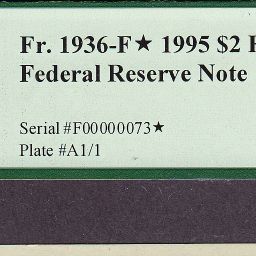 Fr. 1936-F★ 1995 $2
Federal Reserve Note
Serial #F00000073★
Plate #A1/1